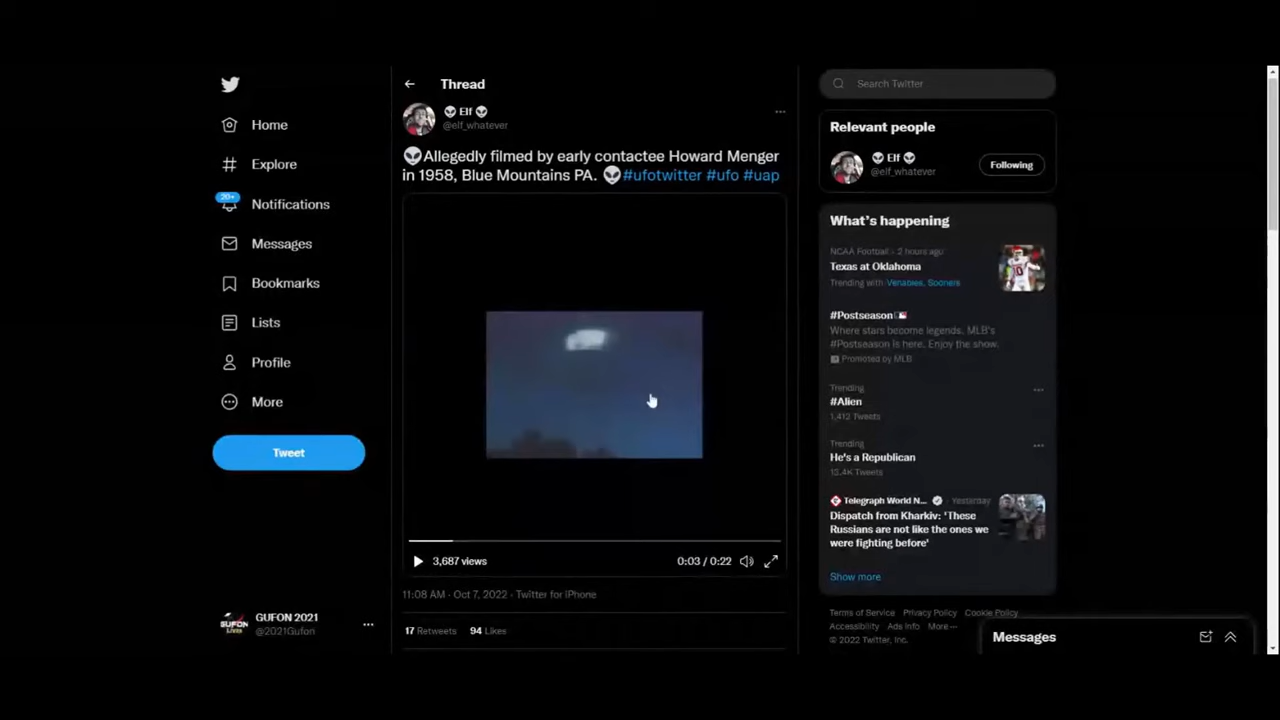 Home
Explore
20+
Notifications
Messages
Bookmarks
Lists
Profile
More
Tweet
GUFON 2021
@2021Gufon
Thread
👽 Elf 👽
@elf_whatever
👽Allegedly filmed by early contactee Howard Menger
in 1958, Blue Mountains PA. 👽#ufotwitter #ufo #uap
3,687 views
0:03 / 0:22
11:08 AM · Oct 7, 2022 · Twitter for iPhone
17 Retweets
94 Likes
Search Twitter
Relevant people
👽 Elf 👽
@elf_whatever
Following
What's happening
NCAA Football · 2 hours ago
Texas at Oklahoma
Trending with Venables, Sooners
#Postseason
Where stars become legends. MLB's
#Postseason is here. Enjoy the show.
Promoted by MLB
Trending
#Alien
1,412 Tweets
Trending
He's a Republican
Tweets
Telegraph World N... · Yesterday
Dispatch from Kharkiv: 'These
Russians are not like the ones we
were fighting before'
Show more
Terms of Service Privacy Policy Cookie Policy
Accessibility Ads info More ···
© 2022 Twitter, Inc.
Messages